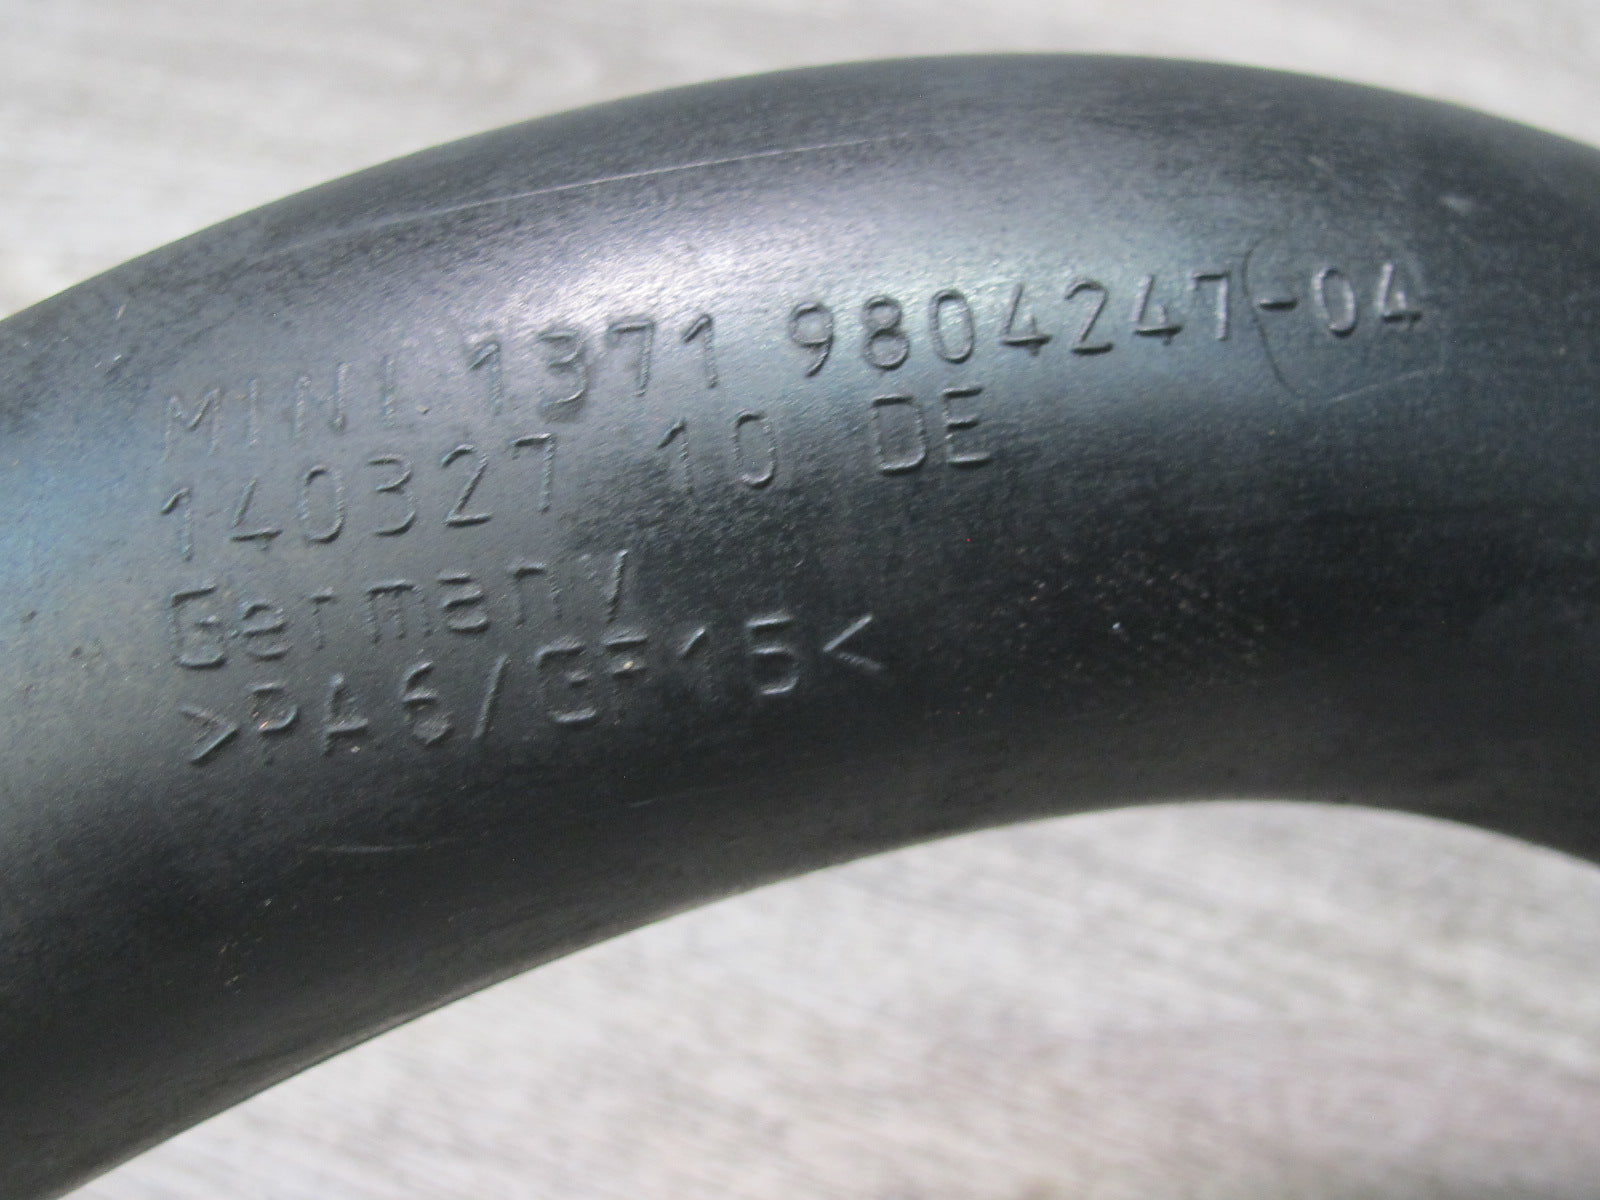 MINI. 1371 9804247-04
140327 10 DE
Germany
>PA6/GF15<